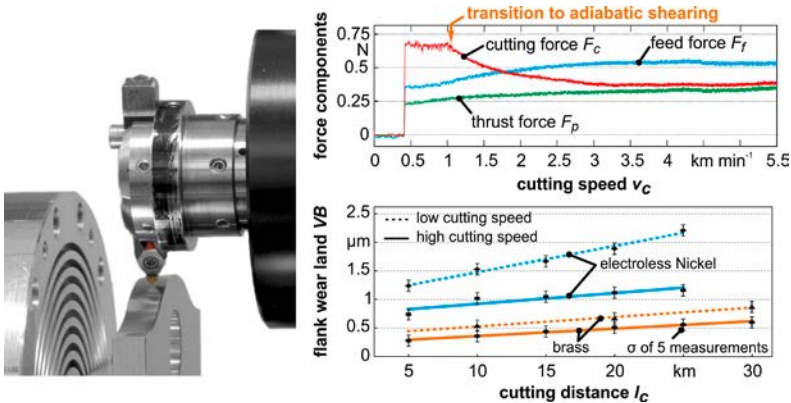 transition to adiabatic shearing
force components
0.75
N
0.5
0.25
0
cutting force Fc
feed force Ff
thrust force Fp
0 0.5 1 1.5 2 2.5 3 3.5 4 km min⁻¹ 5.5
cutting speed vc
flank wear land VB
2.5
µm
1.5
1
0.5
0
low cutting speed
high cutting speed
electroless Nickel
brass
σ of 5 measurements
5 10 15 20 km 30
cutting distance lc